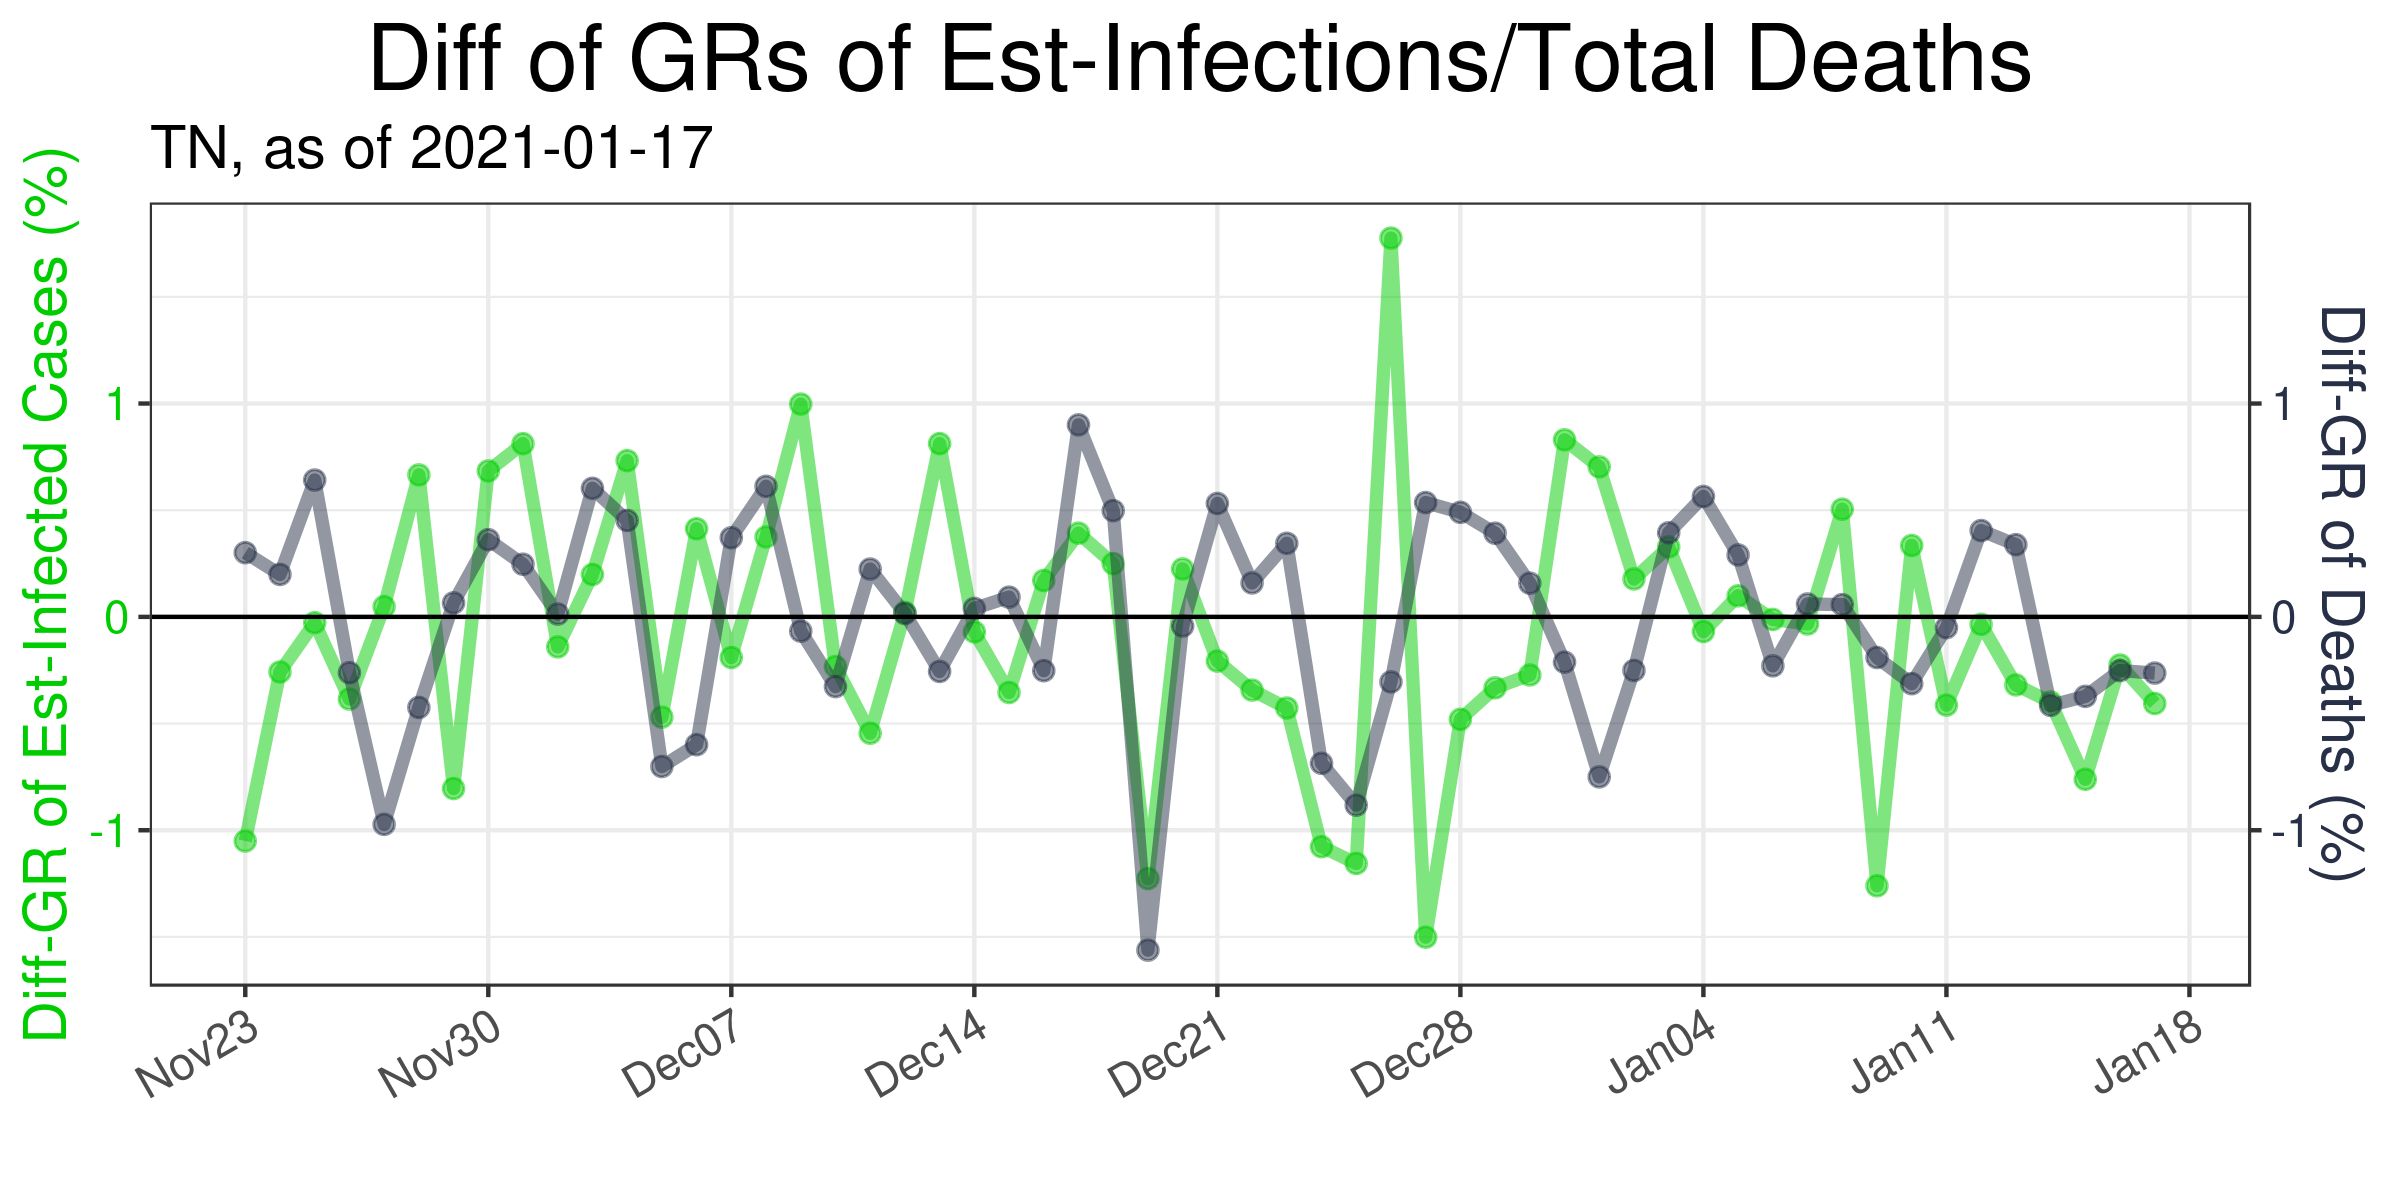 Diff of GRs of Est-Infections/Total Deaths
TN, as of 2021-01-17
Diff-GR of Est-Infected Cases (%)
1
0
-1
1
0
-1
Diff-GR of Deaths (%)
Nov23
Nov30
Dec07
Dec14
Dec21
Dec28
Jan04
Jan11
Jan18